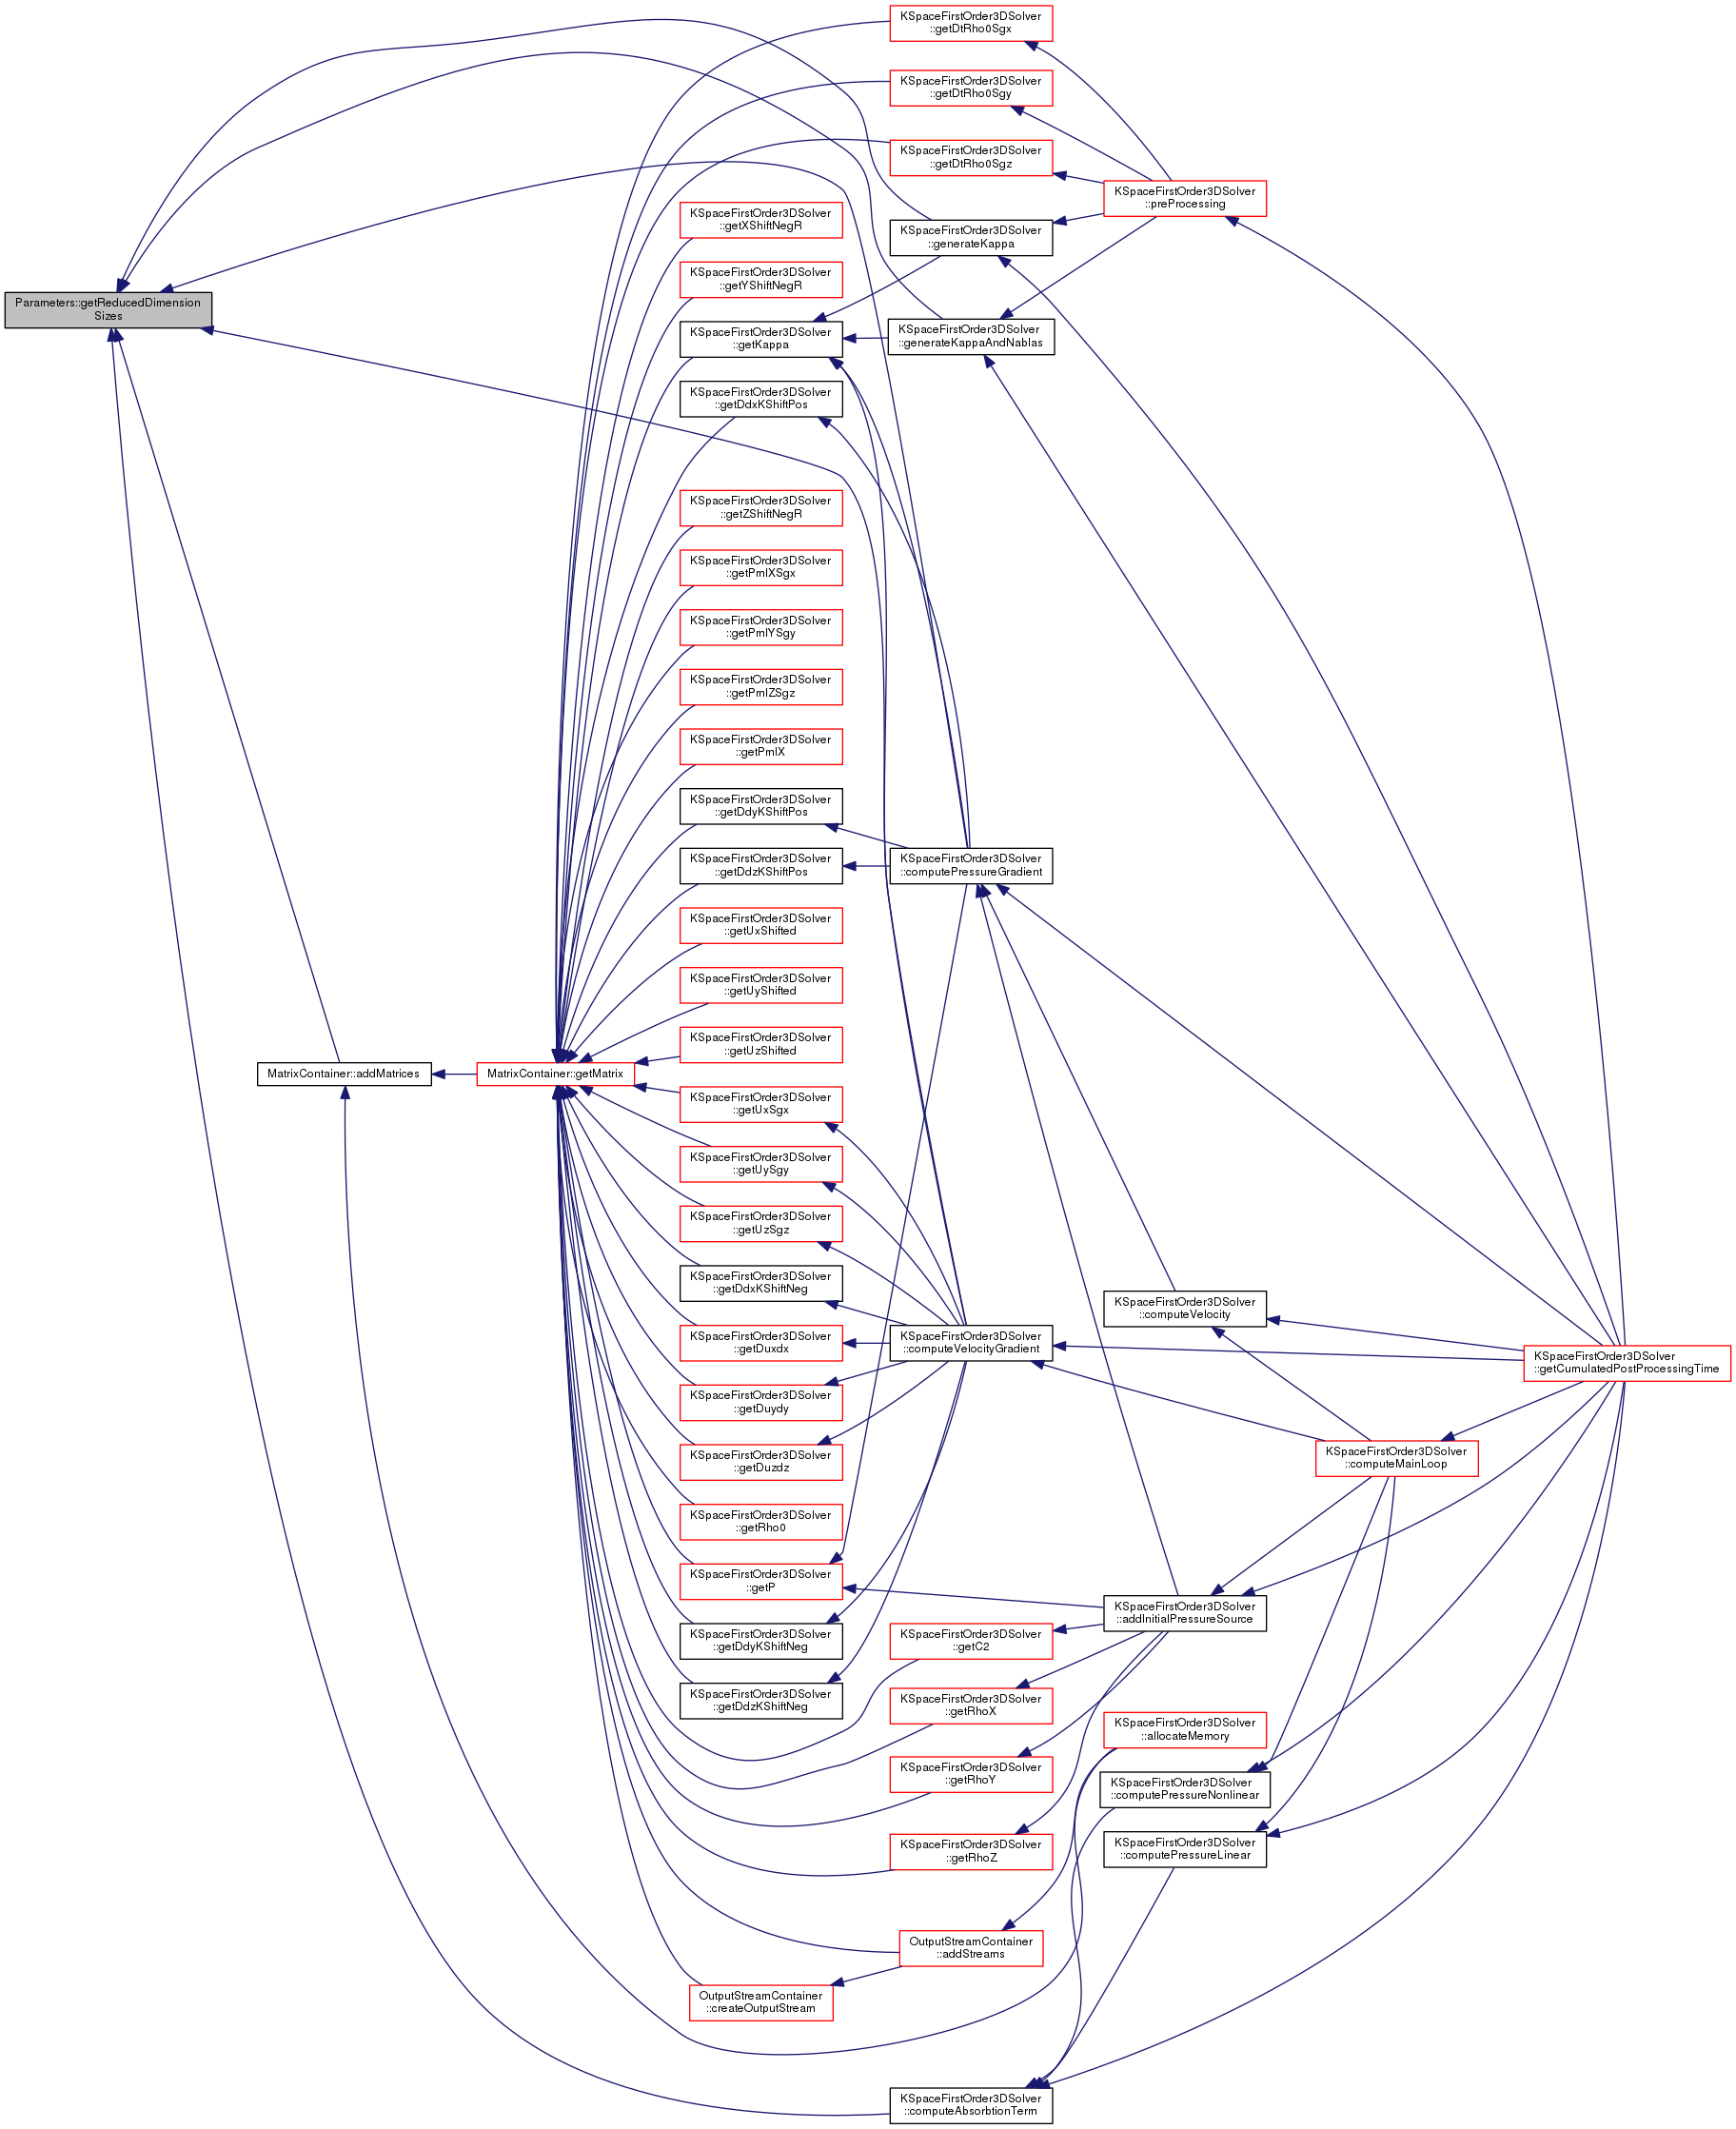 KSpaceFirstOrder3DSolver
::getDtRho0Sgx
KSpaceFirstOrder3DSolver
::getDtRho0Sgy
KSpaceFirstOrder3DSolver
::getDtRho0Sgz
KSpaceFirstOrder3DSolver
::preProcessing
KSpaceFirstOrder3DSolver
::getXShiftNegR
KSpaceFirstOrder3DSolver
::generateKappa
KSpaceFirstOrder3DSolver
::getYShiftNegR
Parameters::getReducedDimension
Sizes
KSpaceFirstOrder3DSolver
::getKappa
KSpaceFirstOrder3DSolver
::generateKappaAndNablas
KSpaceFirstOrder3DSolver
::getDdxKShiftPos
KSpaceFirstOrder3DSolver
::getZShiftNegR
KSpaceFirstOrder3DSolver
::getPmlXSgx
KSpaceFirstOrder3DSolver
::getPmlYSgy
KSpaceFirstOrder3DSolver
::getPmlZSgz
KSpaceFirstOrder3DSolver
::getPmlX
KSpaceFirstOrder3DSolver
::getDdyKShiftPos
KSpaceFirstOrder3DSolver
::getDdzKShiftPos
KSpaceFirstOrder3DSolver
::computePressureGradient
KSpaceFirstOrder3DSolver
::getUxShifted
KSpaceFirstOrder3DSolver
::getUyShifted
KSpaceFirstOrder3DSolver
::getUzShifted
MatrixContainer::addMatrices
MatrixContainer::getMatrix
KSpaceFirstOrder3DSolver
::getUxSgx
KSpaceFirstOrder3DSolver
::getUySgy
KSpaceFirstOrder3DSolver
::getUzSgz
KSpaceFirstOrder3DSolver
::getDdxKShiftNeg
KSpaceFirstOrder3DSolver
::computeVelocity
KSpaceFirstOrder3DSolver
::getDuxdx
KSpaceFirstOrder3DSolver
::computeVelocityGradient
KSpaceFirstOrder3DSolver
::getCumulatedPostProcessingTime
KSpaceFirstOrder3DSolver
::getDuydy
KSpaceFirstOrder3DSolver
::getDuzdz
KSpaceFirstOrder3DSolver
::computeMainLoop
KSpaceFirstOrder3DSolver
::getRho0
KSpaceFirstOrder3DSolver
::getP
KSpaceFirstOrder3DSolver
::addInitialPressureSource
KSpaceFirstOrder3DSolver
::getDdyKShiftNeg
KSpaceFirstOrder3DSolver
::getC2
KSpaceFirstOrder3DSolver
::getDdzKShiftNeg
KSpaceFirstOrder3DSolver
::getRhoX
KSpaceFirstOrder3DSolver
::allocateMemory
KSpaceFirstOrder3DSolver
::getRhoY
KSpaceFirstOrder3DSolver
::computePressureNonlinear
KSpaceFirstOrder3DSolver
::computePressureLinear
KSpaceFirstOrder3DSolver
::getRhoZ
OutputStreamContainer
::addStreams
OutputStreamContainer
::createOutputStream
KSpaceFirstOrder3DSolver
::computeAbsorbtionTerm